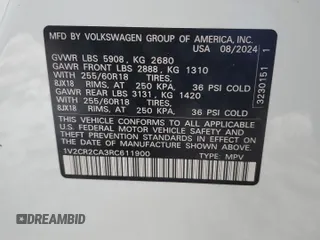 MFD BY VOLKSWAGEN GROUP OF AMERICA, INC.
USA 08/2024
GVWR LBS 5908, KG 2680
GAWR FRONT LBS 2888, KG 1310
WITH 255/60R18 TIRES,
8JX18 RIMS, AT 250 KPA, 36 PSI COLD
GAWR REAR LBS 3131, KG 1420
WITH 255/60R18 TIRES,
8JX18 RIMS, AT 250 KPA, 36 PSI COLD
THIS VEHICLE CONFORMS TO ALL APPLICABLE
U.S. FEDERAL MOTOR VEHICLE SAFETY AND
THEFT PREVENTION STANDARDS IN EFFECT ON
THE DATE OF MANUFACTURE SHOWN ABOVE.
1V2CR2CA3RC611900 TYPE: MPV
3230151 1
AUTOBIDMASTER